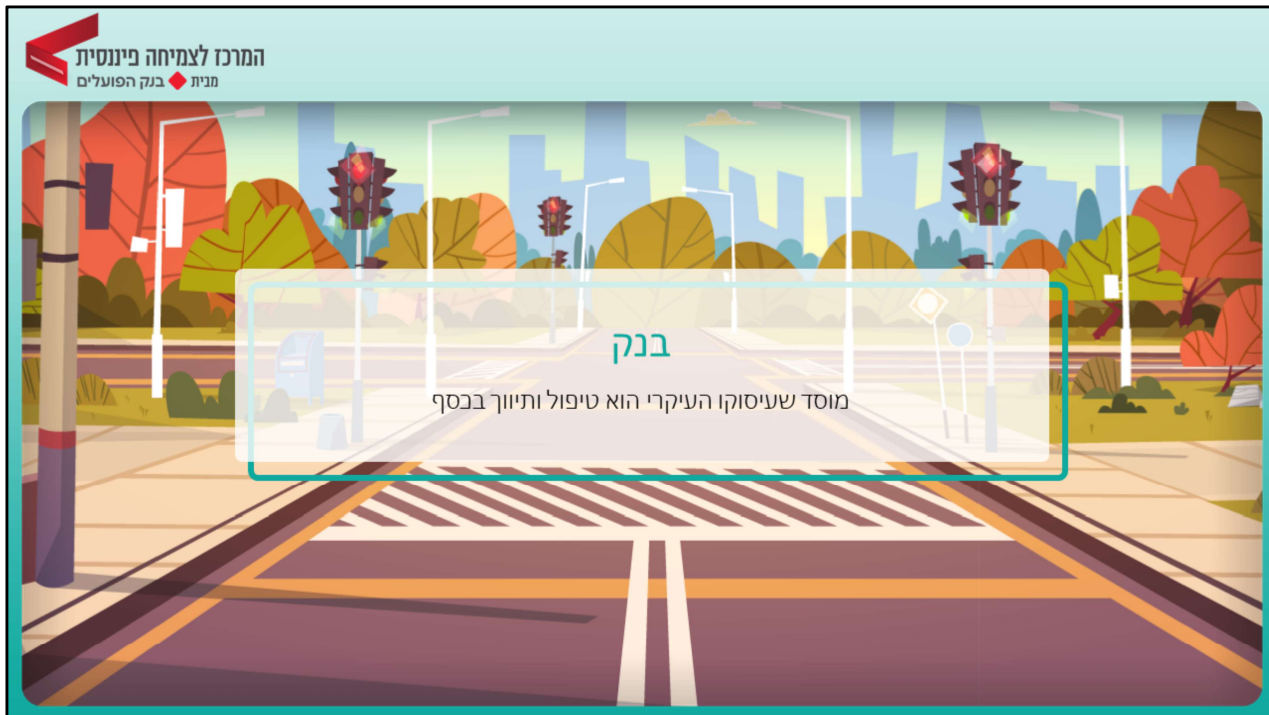 המרכז לצמיחה פיננסית
מבית בנק הפועלים
בנק
מוסד שעיסוקו העיקרי הוא טיפול ותיווך בכסף